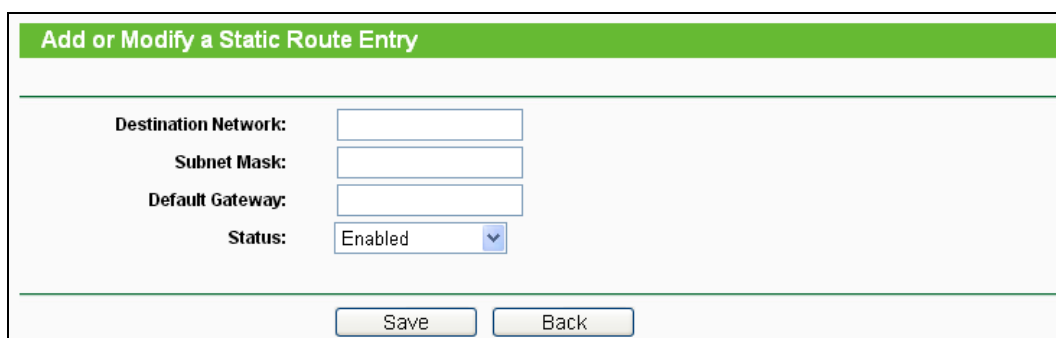 Add or Modify a Static Route Entry
Destination Network:
Subnet Mask:
Default Gateway:
Status: Enabled
Save Back